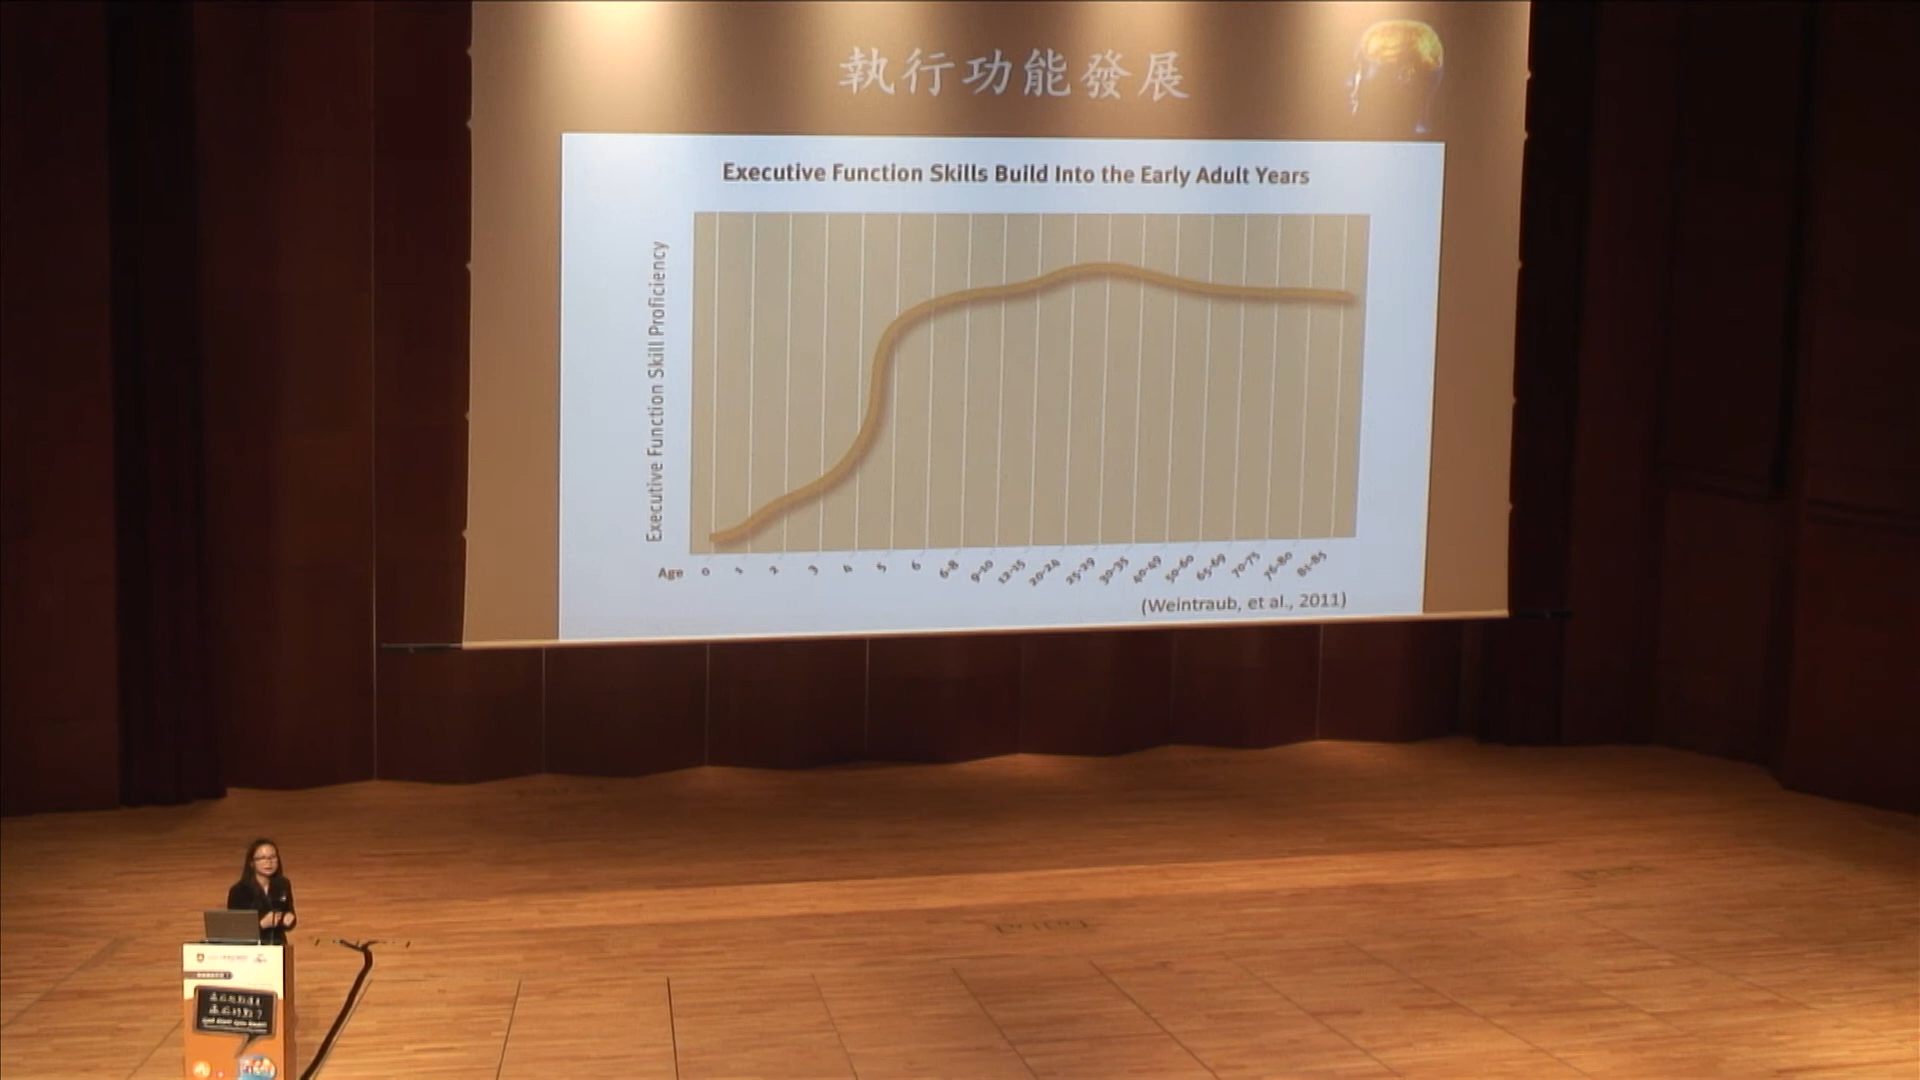 執行功能發展
Executive Function Skills Build Into the Early Adult Years
Executive Function Skill Proficiency
Age 0 1 2 3 4 5 6 6-8 9-10 12-15 20-24 25-29 30-35 40-49 50-60 65-69 70-75 76-80 81-85
(Weintraub, et al., 2011)